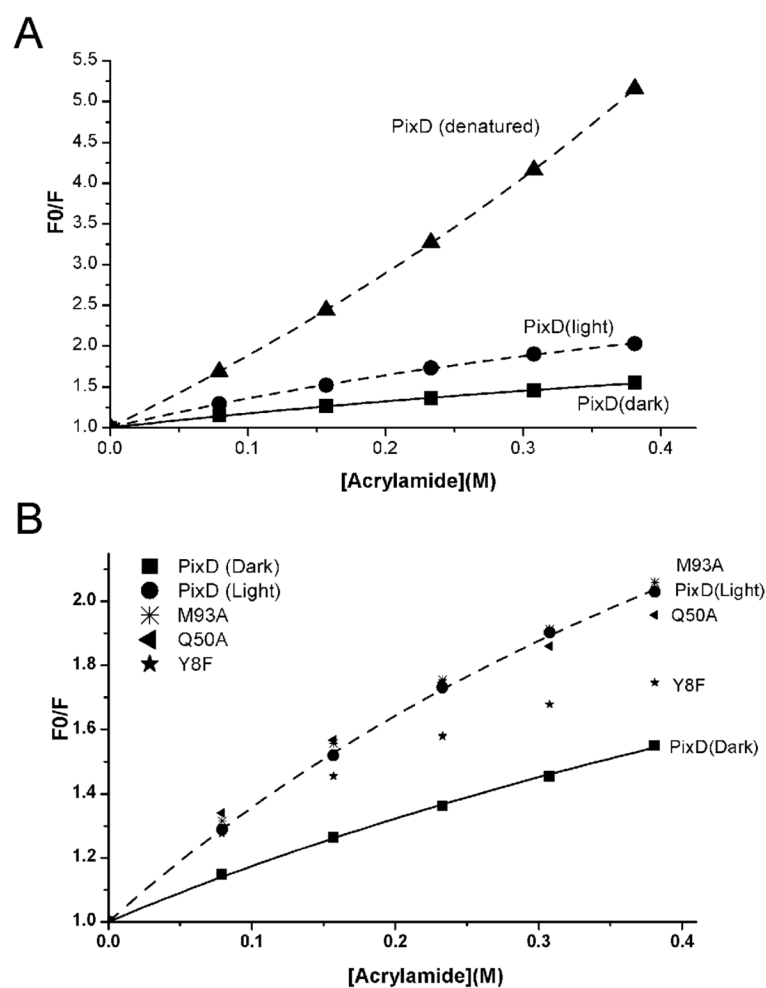 A
5.5
5.0
PixD (denatured)
4.5
4.0
3.5
F0/F
3.0
2.5
PixD(light)
2.0
1.5
PixD(dark)
1.0
0.0 0.1 0.2 0.3 0.4
[Acrylamide](M)
B
PixD (Dark)
PixD (Light)
M93A
Q50A
Y8F
M93A
PixD(Light)
Q50A
Y8F
PixD(Dark)
2.0
1.8
1.6
F0/F
1.4
1.2
1.0
0.0 0.1 0.2 0.3 0.4
[Acrylamide](M)